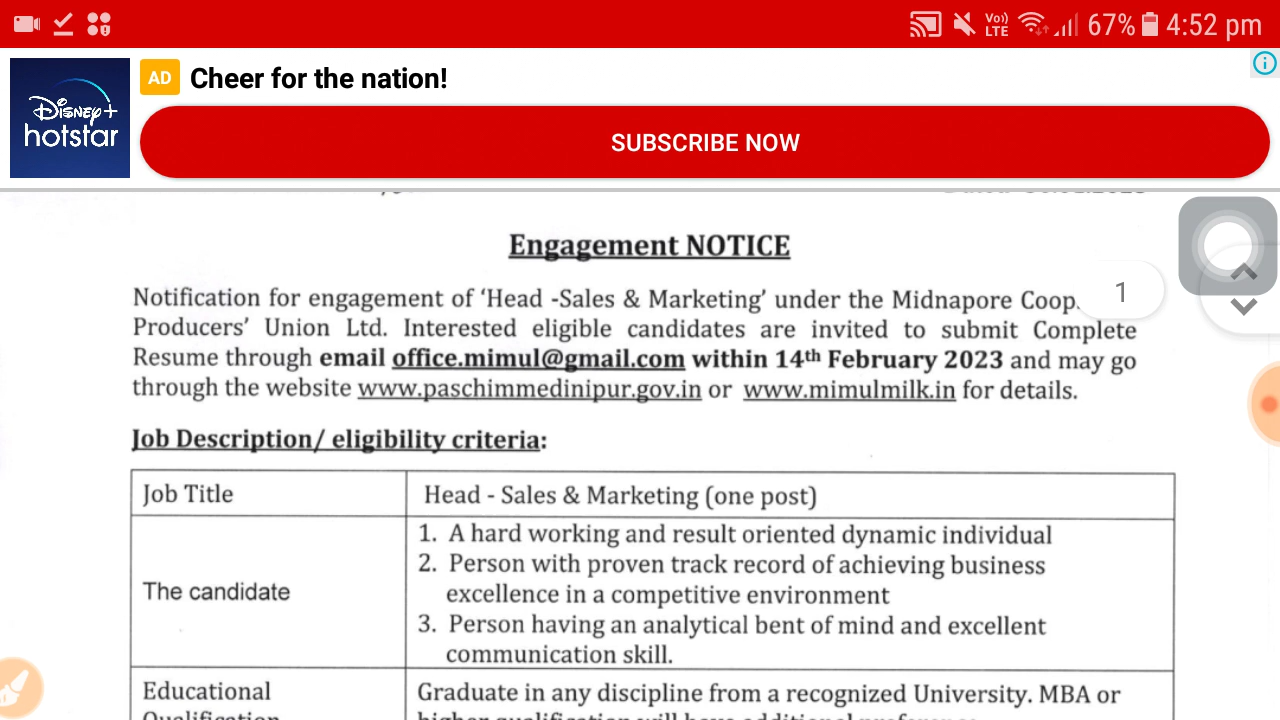 Vo))
LTE
67%
4:52 pm
Disney+
hotstar
AD
Cheer for the nation!
SUBSCRIBE NOW
Engagement NOTICE
Notification for engagement of ‘Head -Sales & Marketing’ under the Midnapore Coop.
Producers’ Union Ltd. Interested eligible candidates are invited to submit Complete
Resume through email office.mimul@gmail.com within 14th February 2023 and may go
through the website www.paschimmedinipur.gov.in or www.mimulmilk.in for details.
1
Job Description/ eligibility criteria:
Job Title
Head - Sales & Marketing (one post)
The candidate
1. A hard working and result oriented dynamic individual
2. Person with proven track record of achieving business
excellence in a competitive environment
3. Person having an analytical bent of mind and excellent
communication skill.
Educational
Qualification
Graduate in any discipline from a recognized University. MBA or